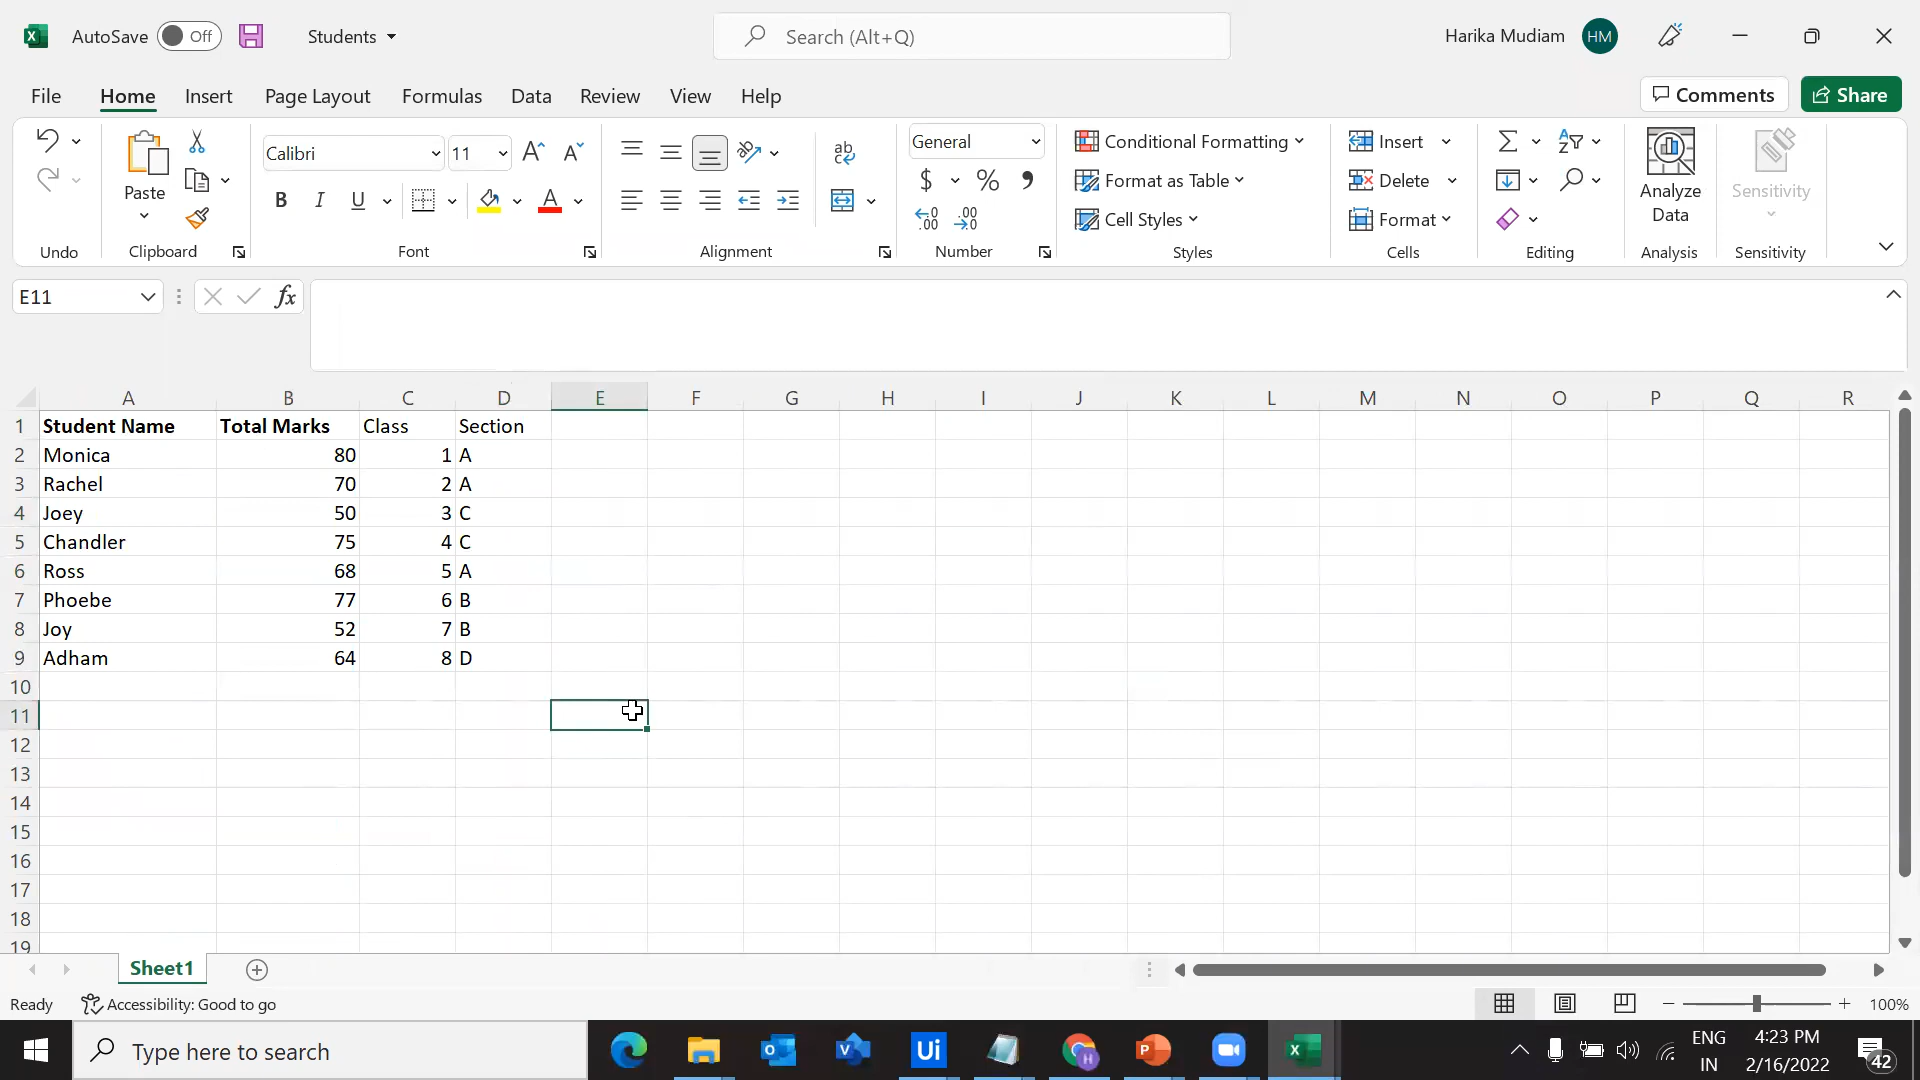 AutoSave Off Students Search (Alt+Q) Harika Mudiam HM
File Home Insert Page Layout Formulas Data Review View Help Comments Share
Calibri 11 General Conditional Formatting Insert
Paste $ % Format as Table Delete Analyze Data Sensitivity
B I U Cell Styles Format
Undo Clipboard Font Alignment Number Styles Cells Editing Analysis Sensitivity
E11 fx
A B C D E F G H I J K L M N O P Q R
1 Student Name Total Marks Class Section
2 Monica 80 1 A
3 Rachel 70 2 A
4 Joey 50 3 C
5 Chandler 75 4 C
6 Ross 68 5 A
7 Phoebe 77 6 B
8 Joy 52 7 B
9 Adham 64 8 D
10
11
12
13
14
15
16
17
18
19
Sheet1
Ready Accessibility: Good to go 100%
Type here to search ENG 4:23 PM
IN 2/16/2022 42